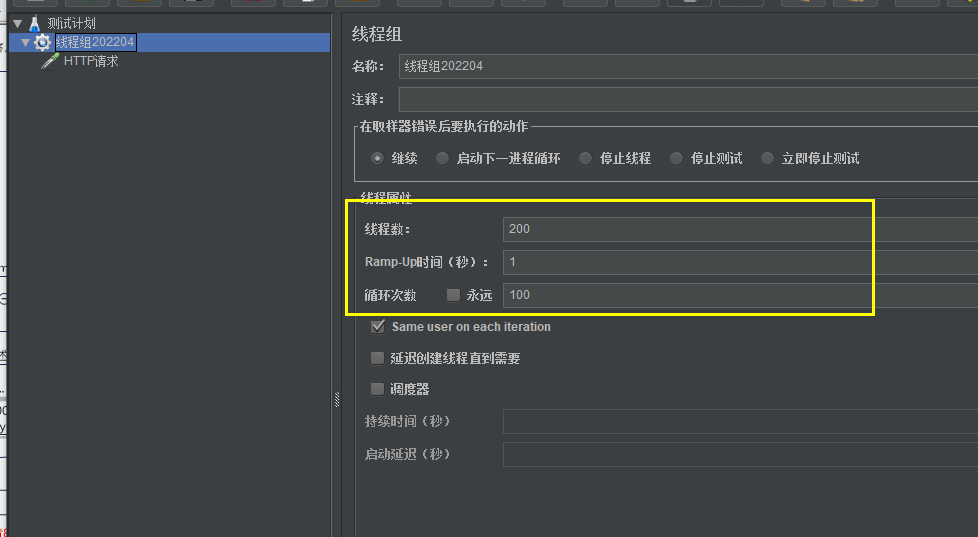 测试计划
线程组202204
HTTP请求
线程组
名称： 线程组202204
注释：
在取样器错误后要执行的动作
继续 启动下一进程循环 停止线程 停止测试 立即停止测试
线程属性
线程数： 200
Ramp-Up时间（秒）： 1
循环次数 永远 100
Same user on each iteration
延迟创建线程直到需要
调度器
持续时间（秒）
启动延迟（秒）